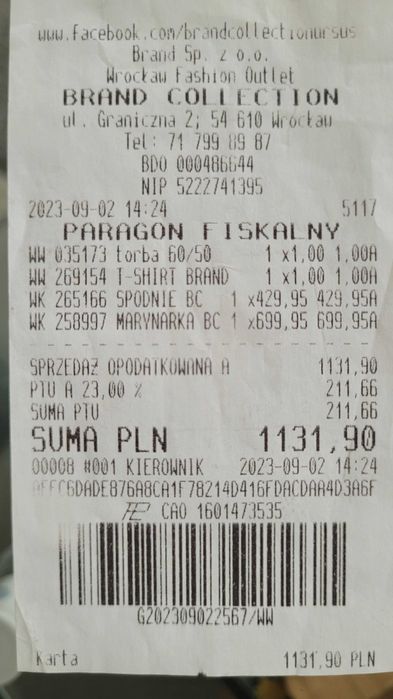 www.facebook.com/brandcollectionursus
Brand Sp. z o.o.
Wrocław Fashion Outlet
BRAND COLLECTION
ul. Graniczna 2; 54 610 Wrocław
Tel: 71 799 89 87
BDO 000486644
NIP 5222741395
2023-09-02 14:24 5117
PARAGON FISKALNY
WW 035173 torba 60/50 1 x1,00 1,00A
WW 269154 T-SHIRT BRAND 1 x1,00 1,00A
WK 265166 SPODNIE BC 1 x429,95 429,95A
WK 258997 MARYNARKA BC 1 x699,95 699,95A
SPRZEDAŻ OPODATKOWANA A 1131,90
PTU A 23,00 % 211,66
SUMA PTU 211,66
SUMA PLN 1131,90
00008 #001 KIEROWNIK 2023-09-02 14:24
CAO 1601473535
G202309022567/WW
Karta 1131,90 PLN